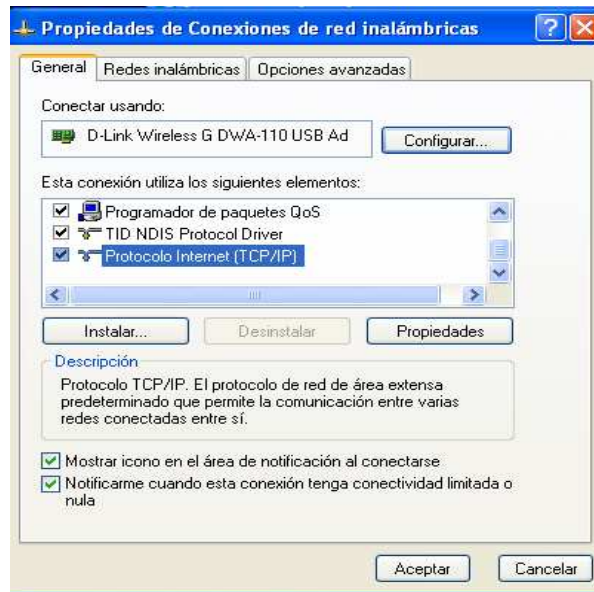 Propiedades de Conexiones de red inalámbricas
General Redes inalámbricas Opciones avanzadas
Conectar usando:
D-Link Wireless G DWA-110 USB Ad
Configurar...
Esta conexión utiliza los siguientes elementos:
Programador de paquetes QoS
TID NDIS Protocol Driver
Protocolo Internet (TCP/IP)
Instalar... Desinstalar Propiedades
Descripción
Protocolo TCP/IP. El protocolo de red de área extensa
predeterminado que permite la comunicación entre varias
redes conectadas entre sí.
Mostrar icono en el área de notificación al conectarse
Notificarme cuando esta conexión tenga conectividad limitada o
nula
Aceptar Cancelar